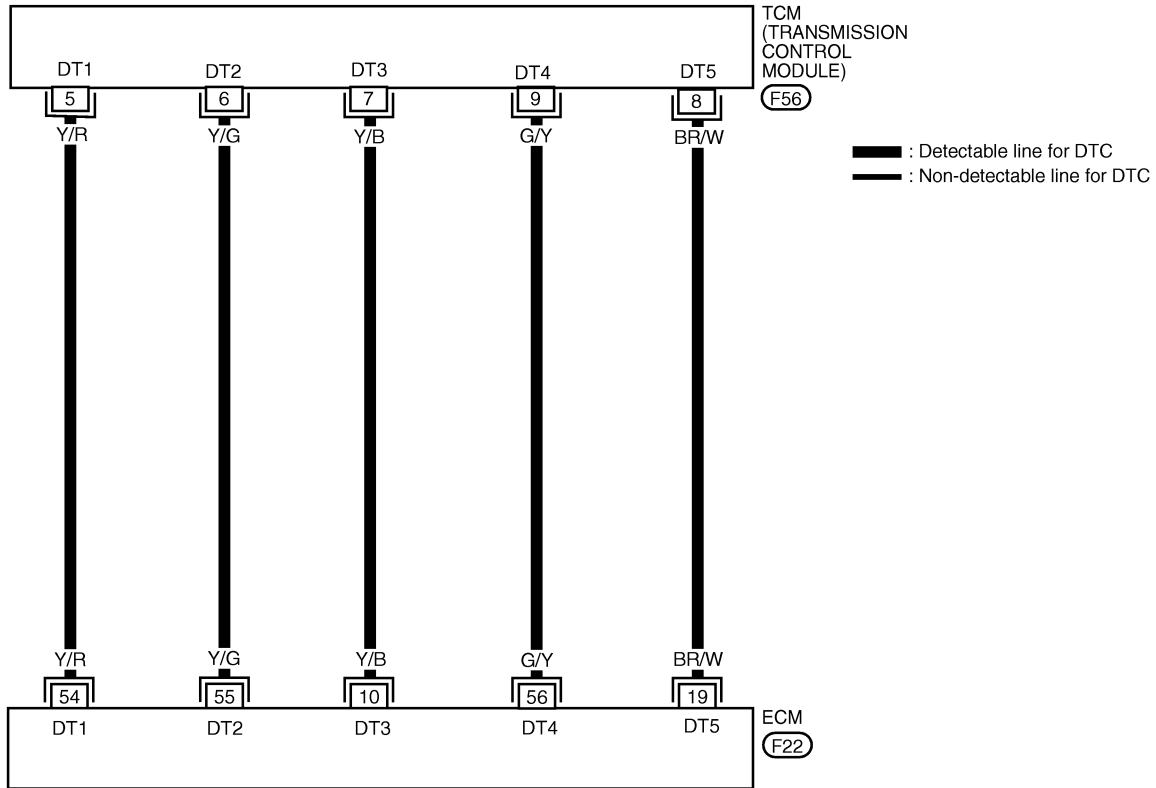 TCM
(TRANSMISSION
CONTROL
MODULE)
F56
DT1 DT2 DT3 DT4 DT5
5 6 7 9 8
Y/R Y/G Y/B G/Y BR/W
: Detectable line for DTC
: Non-detectable line for DTC
Y/R Y/G Y/B G/Y BR/W
54 55 10 56 19
DT1 DT2 DT3 DT4 DT5
ECM
F22